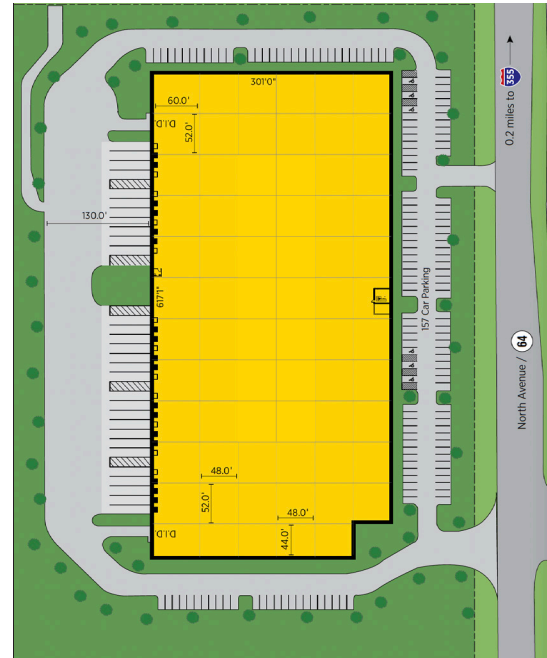 301'0"
60.0'
D.I.D.
52.0'
0.2 miles to
355
130.0'
617'1"
157 Car Parking
North Avenue / 64
48.0'
52.0'
48.0'
44.0'
D.I.D.